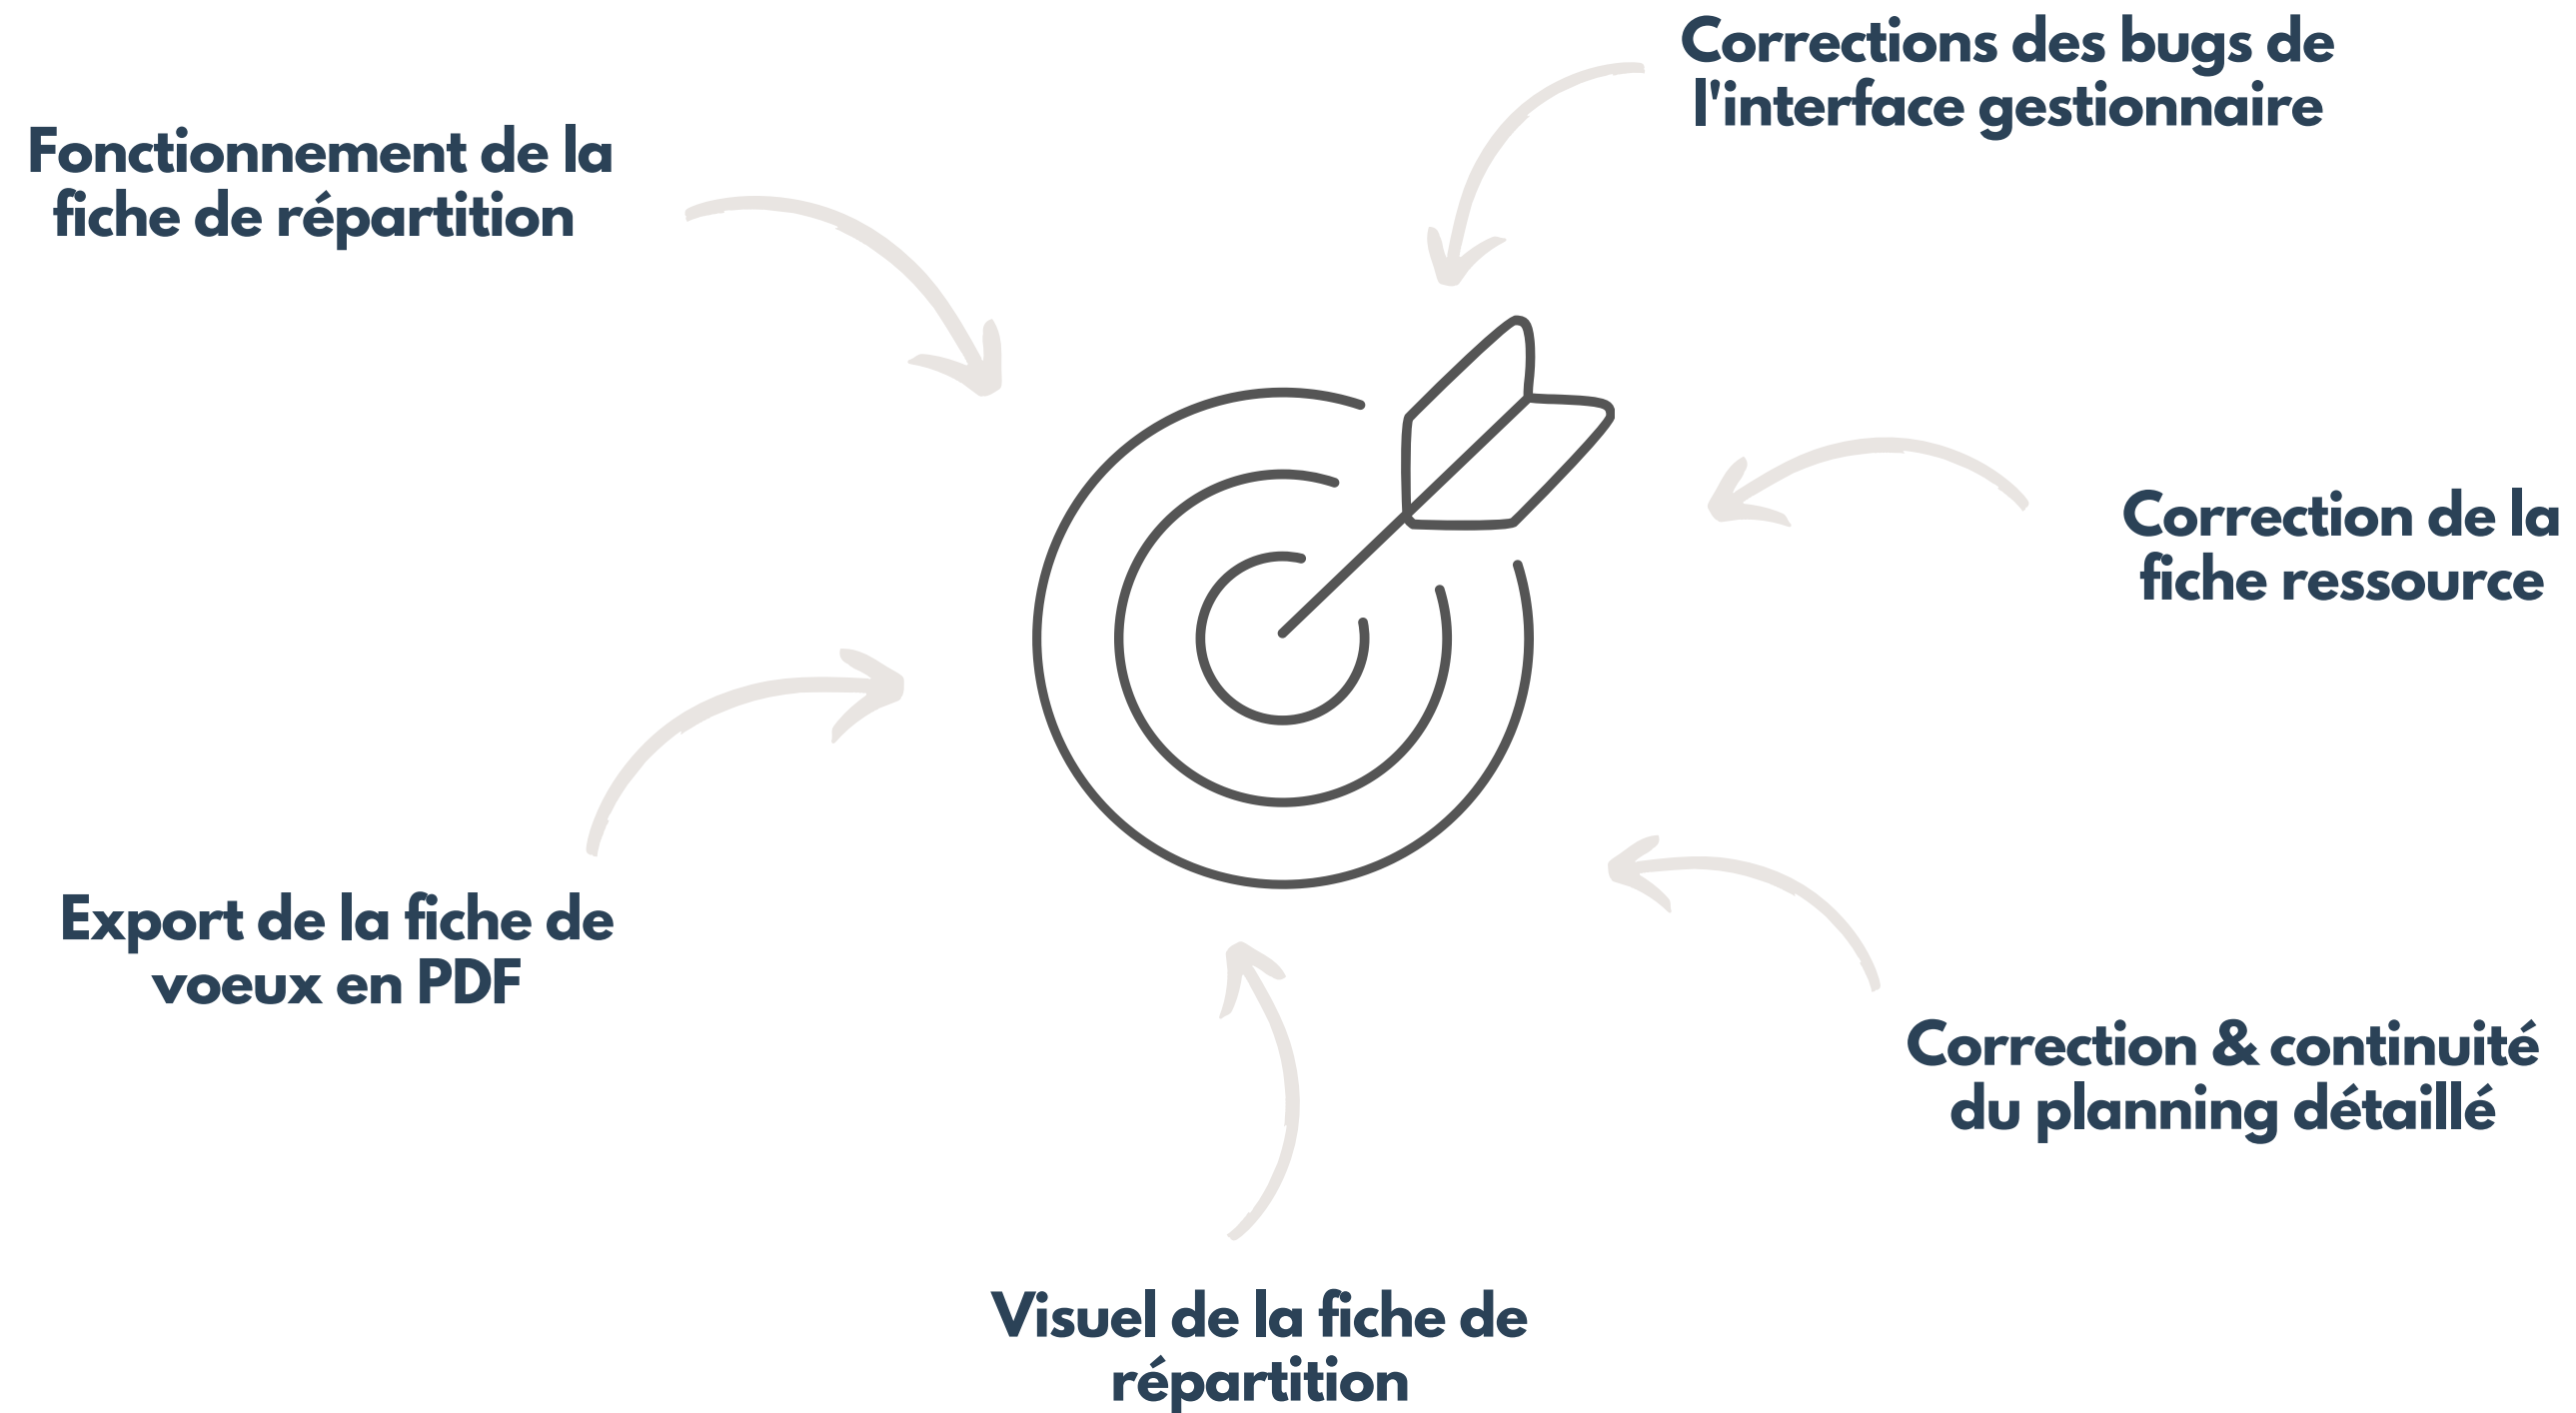 Corrections des bugs de
l'interface gestionnaire
Fonctionnement de la
fiche de répartition
Correction de la
fiche ressource
Export de la fiche de
voeux en PDF
Correction & continuité
du planning détaillé
Visuel de la fiche de
répartition